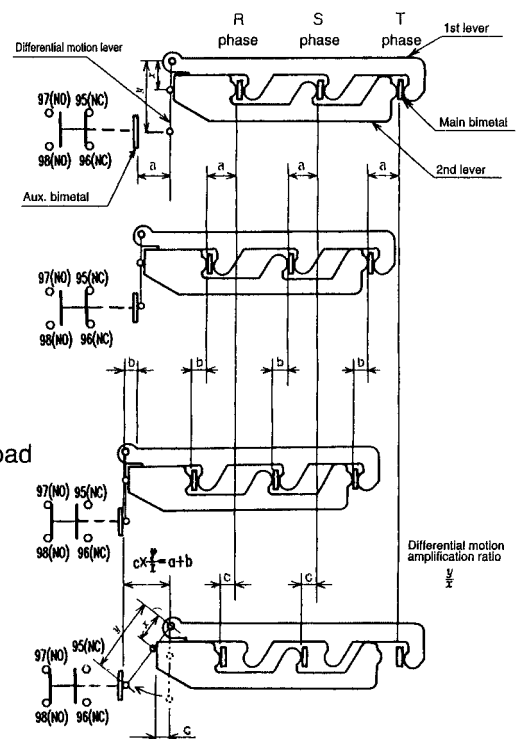 R phase
S phase
T phase
1st lever
Differential motion lever
x
y
97(NO) 95(NC)
98(NO) 96(NC)
Main bimetal
2nd lever
Aux. bimetal
a a a a
97(NO) 95(NC)
98(NO) 96(NC)
b b b b
oad
97(NO) 95(NC)
98(NO) 96(NC)
Differential motion
amplification ratio
y/x
c×y/x=a+b
c c
y x
97(NO) 95(NC)
98(NO) 96(NC)
c